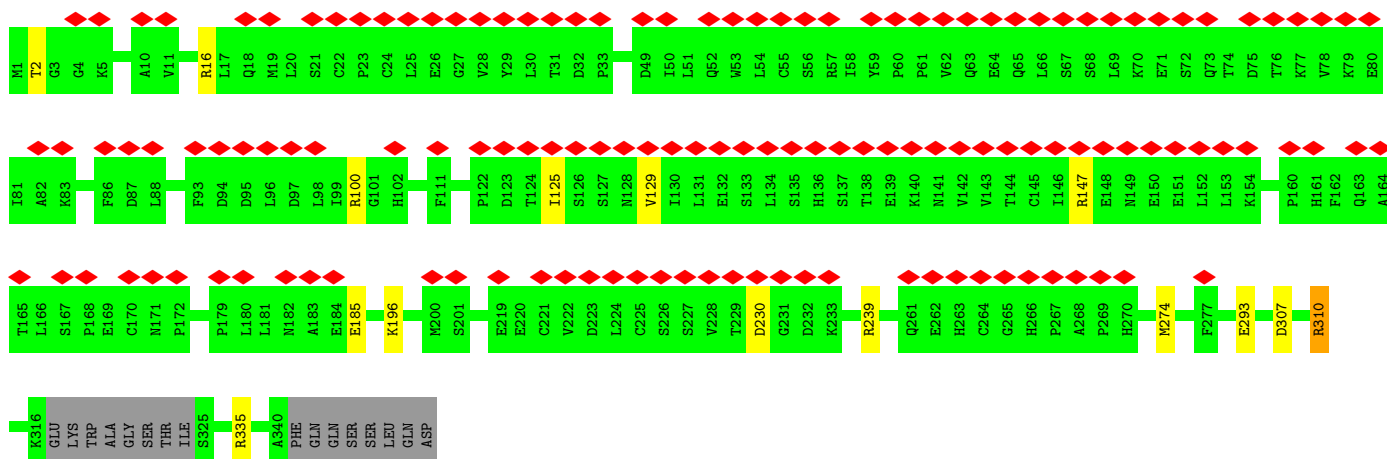 M1 T2 G3 G4 K5 A10 V11 R16 L17 Q18 M19 L20 S21 C22 P23 C24 L25 E26 G27 V28 Y29 L30 T31 D32 P33 D49 I50 L51 Q52 W53 L54 C55 S56 R57 I58 Y59 P60 P61 V62 Q63 E64 Q65 L66 S67 S68 L69 K70 E71 S72 Q73 T74 D75 T76 K77 V78 K79 E80
I81 A82 K83 F86 D87 L88 F93 D94 D95 L96 D97 L98 I99 R100 G101 H102 F111 P122 D123 T124 I125 S126 S127 N128 V129 I130 L131 E132 S133 L134 S135 H136 S137 T138 E139 K140 N141 V142 V143 T144 C145 I146 R147 E148 N149 E150 E151 L152 L153 K154 P160 H161 F162 Q163 A164
T165 L166 S167 P168 E169 C170 N171 P172 P179 L180 L181 N182 A183 E184 E185 K196 M200 S201 E219 E220 C221 V222 D223 L224 C225 S226 S227 V228 T229 D230 G231 D232 K233 R239 Q261 E262 H263 C264 G265 H266 P267 A268 P269 H270 M274 F277 E293 D307 R310
K316 GLU LYS TRP ALA GLY SER THR ILE S325 R335 A340 PHE GLN GLN SER SER LEU GLN ASP